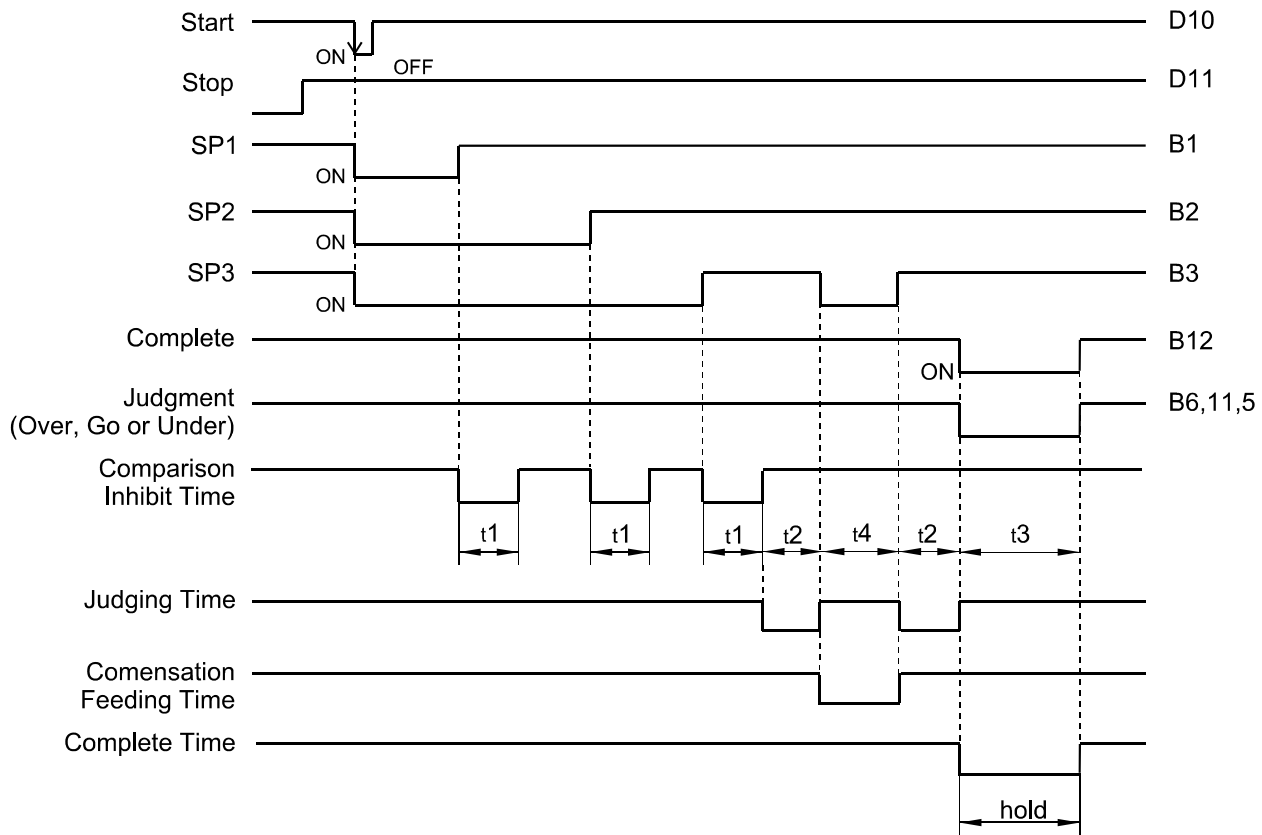 Start
D10
ON
OFF
Stop
D11
SP1
B1
ON
SP2
B2
ON
SP3
B3
ON
Complete
B12
ON
Judgment
B6,11,5
(Over, Go or Under)
Comparison
Inhibit Time
t1
t1
t1
t2
t4
t2
t3
Judging Time
Comensation
Feeding Time
Complete Time
hold